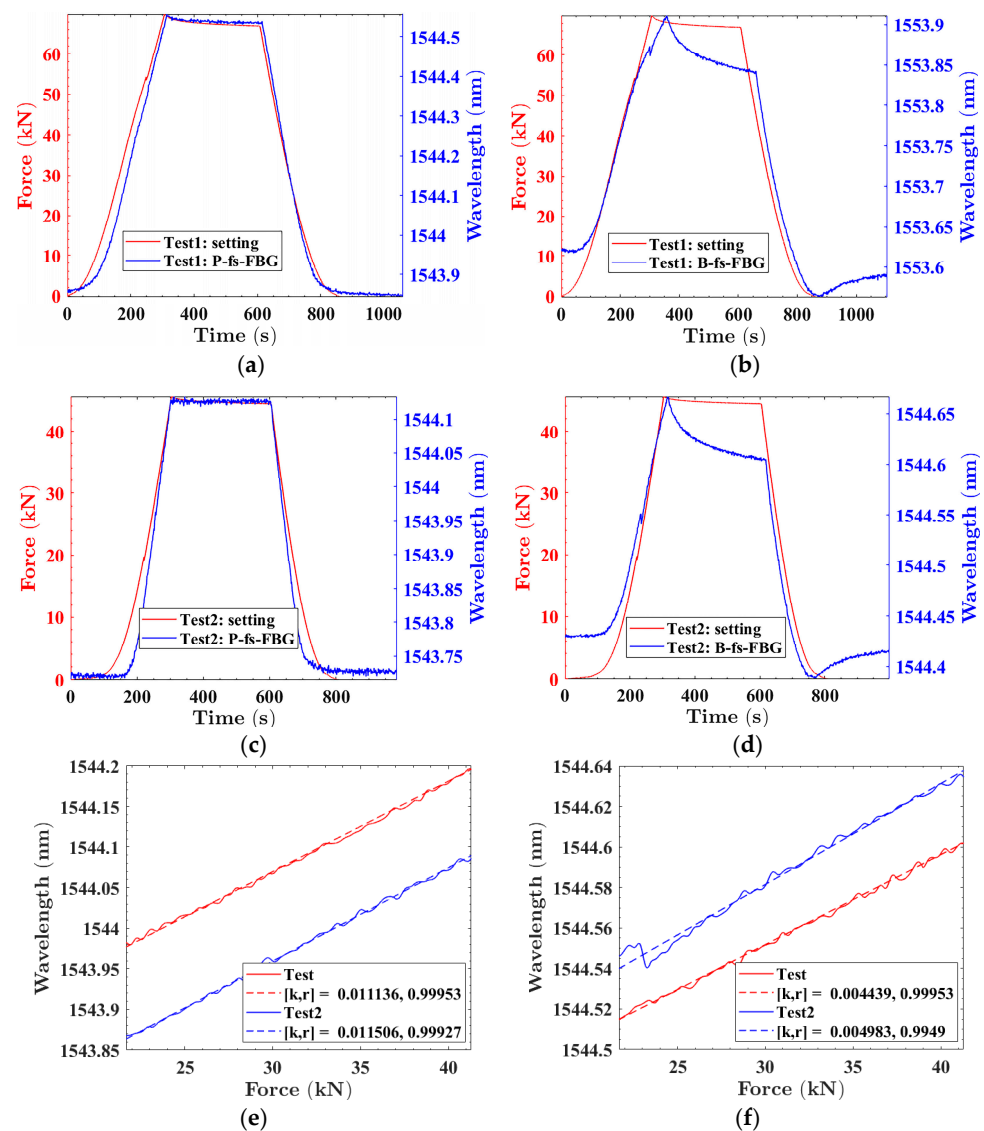 60
50
40
30
20
10
0
Force (kN)
1544.5
1544.4
1544.3
1544.2
1544.1
1544
1543.9
Wavelength (nm)
Test1: setting
Test1: P-fs-FBG
0 200 400 600 800 1000
Time (s)
(a)
60
50
40
30
20
10
0
Force (kN)
1553.9
1553.85
1553.8
1553.75
1553.7
1553.65
1553.6
Wavelength (nm)
Test1: setting
Test1: B-fs-FBG
0 200 400 600 800 1000
Time (s)
(b)
40
30
20
10
0
Force (kN)
1544.1
1544.05
1544
1543.95
1543.9
1543.85
1543.8
1543.75
Wavelength (nm)
Test2: setting
Test2: P-fs-FBG
0 200 400 600 800
Time (s)
(c)
40
30
20
10
0
Force (kN)
1544.65
1544.6
1544.55
1544.5
1544.45
1544.4
Wavelength (nm)
Test2: setting
Test2: B-fs-FBG
0 200 400 600 800
Time (s)
(d)
1544.2
1544.15
1544.1
1544.05
1544
1543.95
1543.9
1543.85
Wavelength (nm)
Test
[k,r] = 0.011136, 0.99953
Test2
[k,r] = 0.011506, 0.99927
25 30 35 40
Force (kN)
(e)
1544.64
1544.62
1544.6
1544.58
1544.56
1544.54
1544.52
1544.5
Wavelength (nm)
Test
[k,r] = 0.004439, 0.99953
Test2
[k,r] = 0.004983, 0.9949
25 30 35 40
Force (kN)
(f)